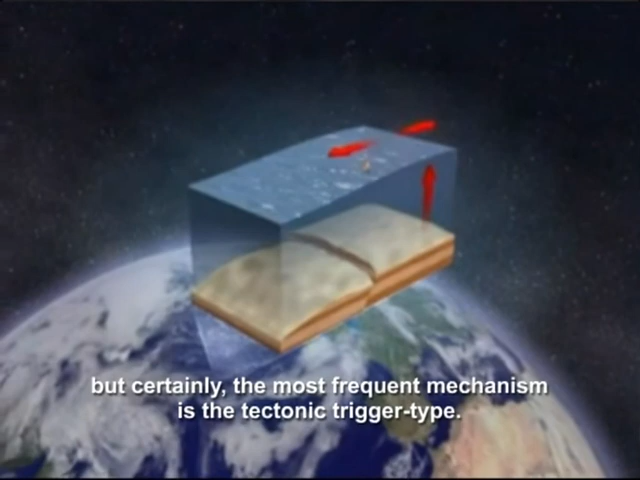 but certainly, the most frequent mechanism
is the tectonic trigger-type.